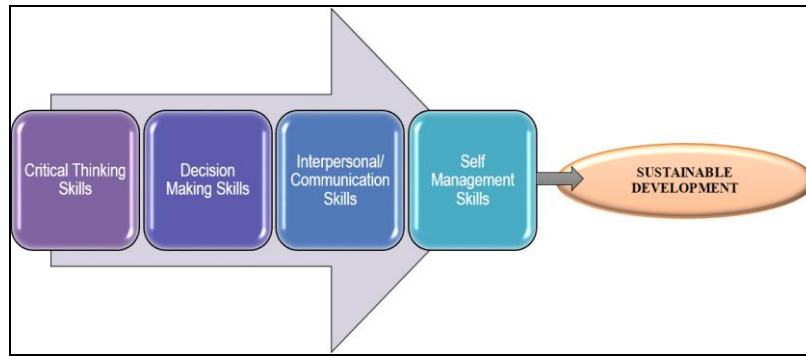 Critical Thinking
Skills
Decision
Making Skills
Interpersonal/
Communication
Skills
Self
Management
Skills
SUSTAINABLE
DEVELOPMENT